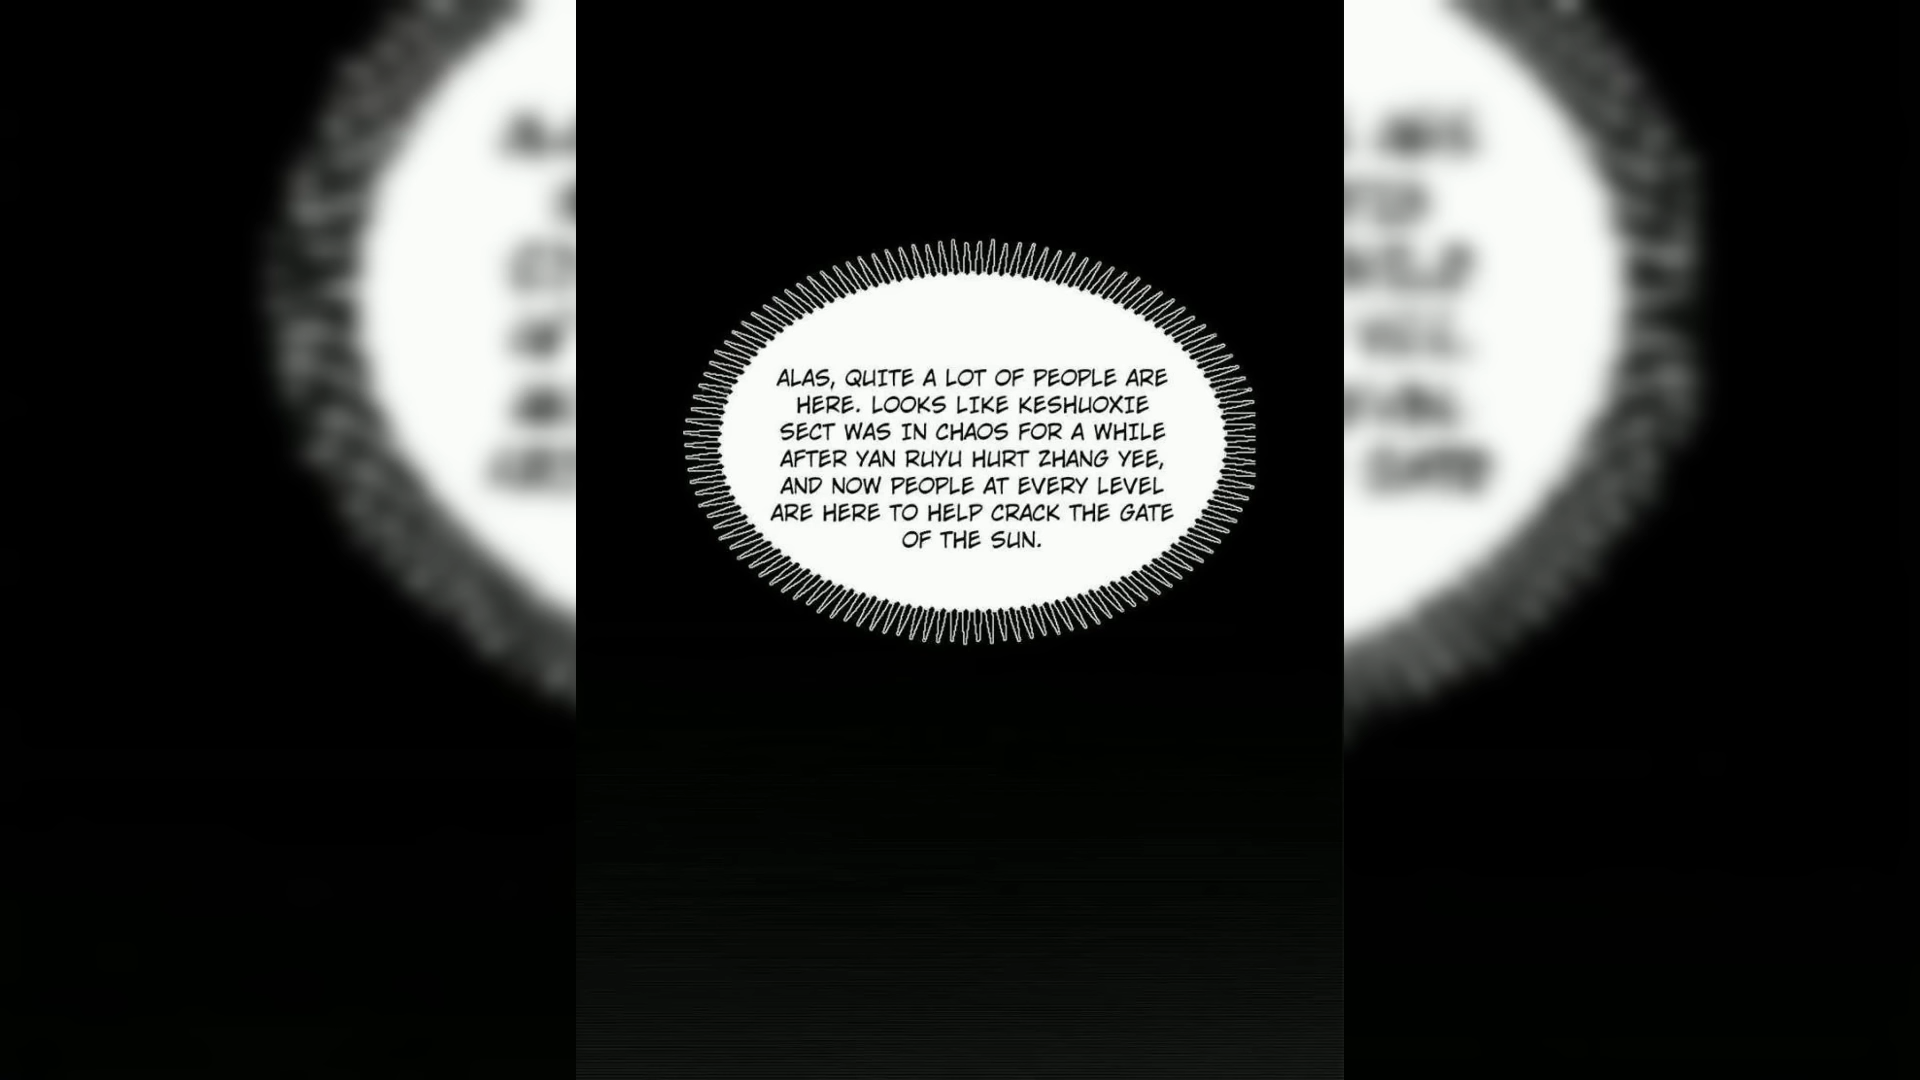 ALAS, QUITE A LOT OF PEOPLE ARE
HERE. LOOKS LIKE KESHUOXIE
SECT WAS IN CHAOS FOR A WHILE
AFTER YAN RUYU HURT ZHANG YEE,
AND NOW PEOPLE AT EVERY LEVEL
ARE HERE TO HELP CRACK THE GATE
OF THE SUN.